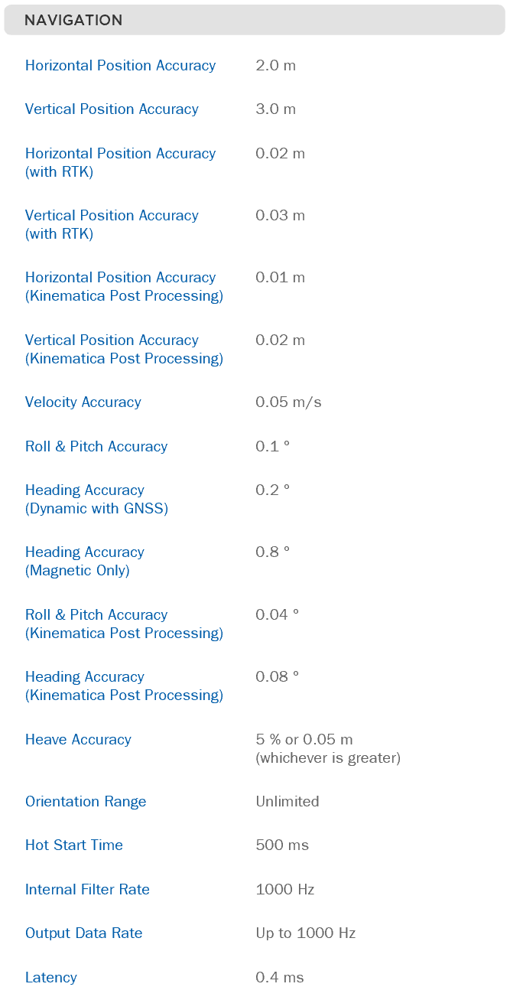 NAVIGATION
Horizontal Position Accuracy 2.0 m
Vertical Position Accuracy 3.0 m
Horizontal Position Accuracy 0.02 m
(with RTK)
Vertical Position Accuracy 0.03 m
(with RTK)
Horizontal Position Accuracy 0.01 m
(Kinematica Post Processing)
Vertical Position Accuracy 0.02 m
(Kinematica Post Processing)
Velocity Accuracy 0.05 m/s
Roll & Pitch Accuracy 0.1 °
Heading Accuracy 0.2 °
(Dynamic with GNSS)
Heading Accuracy 0.8 °
(Magnetic Only)
Roll & Pitch Accuracy 0.04 °
(Kinematica Post Processing)
Heading Accuracy 0.08 °
(Kinematica Post Processing)
Heave Accuracy 5 % or 0.05 m
(whichever is greater)
Orientation Range Unlimited
Hot Start Time 500 ms
Internal Filter Rate 1000 Hz
Output Data Rate Up to 1000 Hz
Latency 0.4 ms